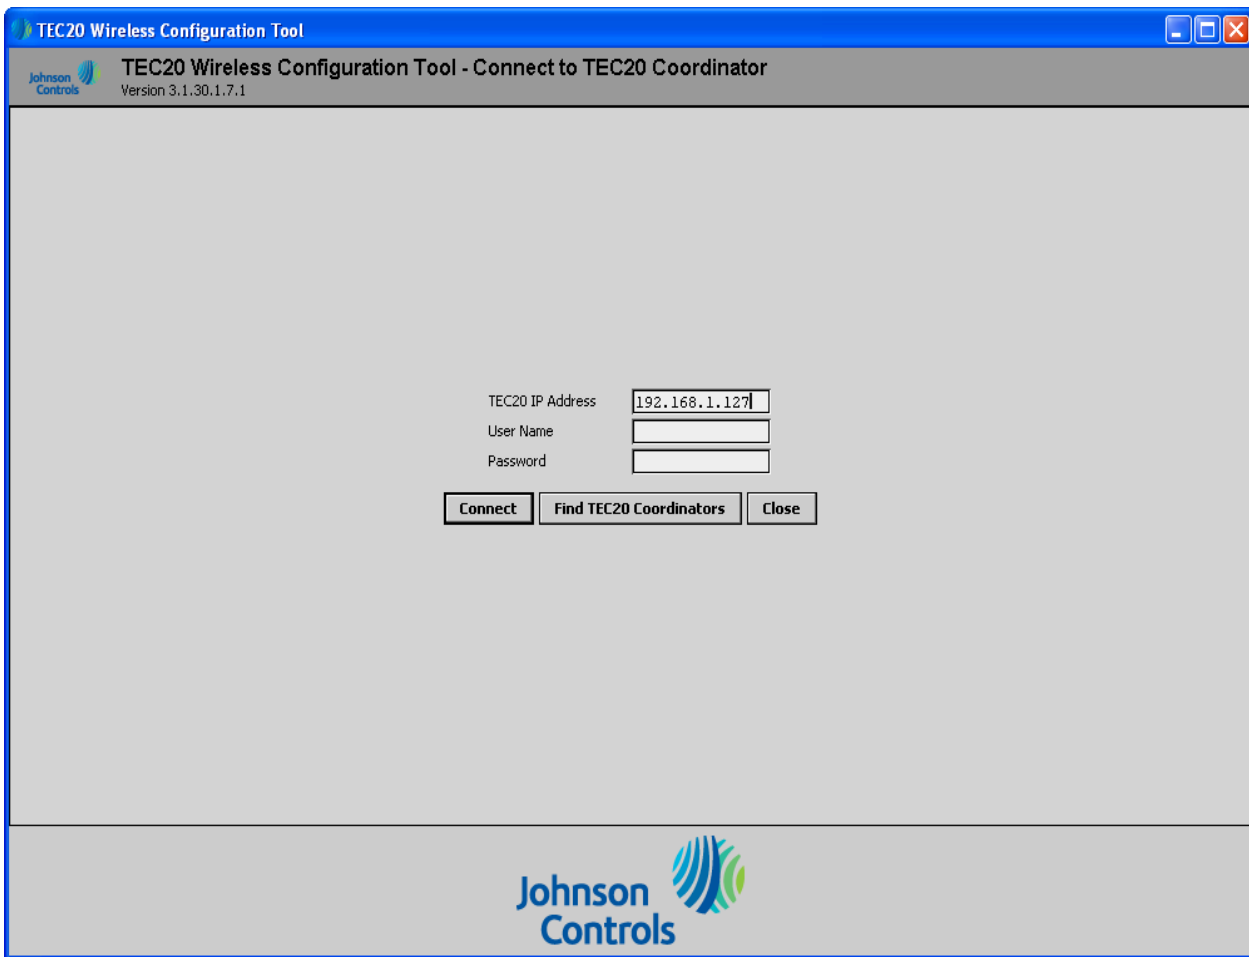 TEC20 Wireless Configuration Tool
Johnson
Controls
TEC20 Wireless Configuration Tool - Connect to TEC20 Coordinator
Version 3.1.30.1.7.1
TEC20 IP Address 192.168.1.127
User Name
Password
Connect Find TEC20 Coordinators Close
Johnson
Controls